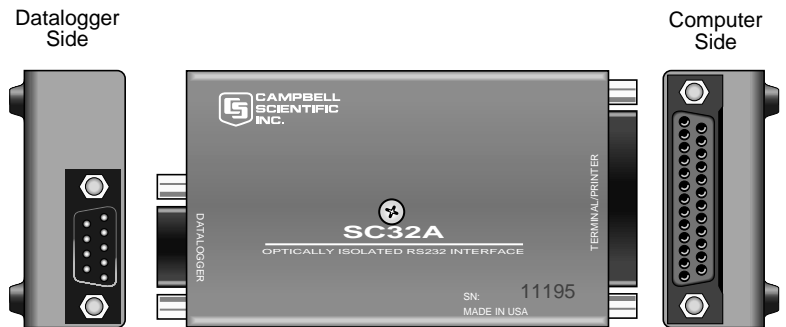 Datalogger
Side
Computer
Side
CAMPBELL
SCIENTIFIC
INC.
DATALOGGER
TERMINAL/PRINTER
SC32A
OPTICALLY ISOLATED RS232 INTERFACE
SN: 11195
MADE IN USA